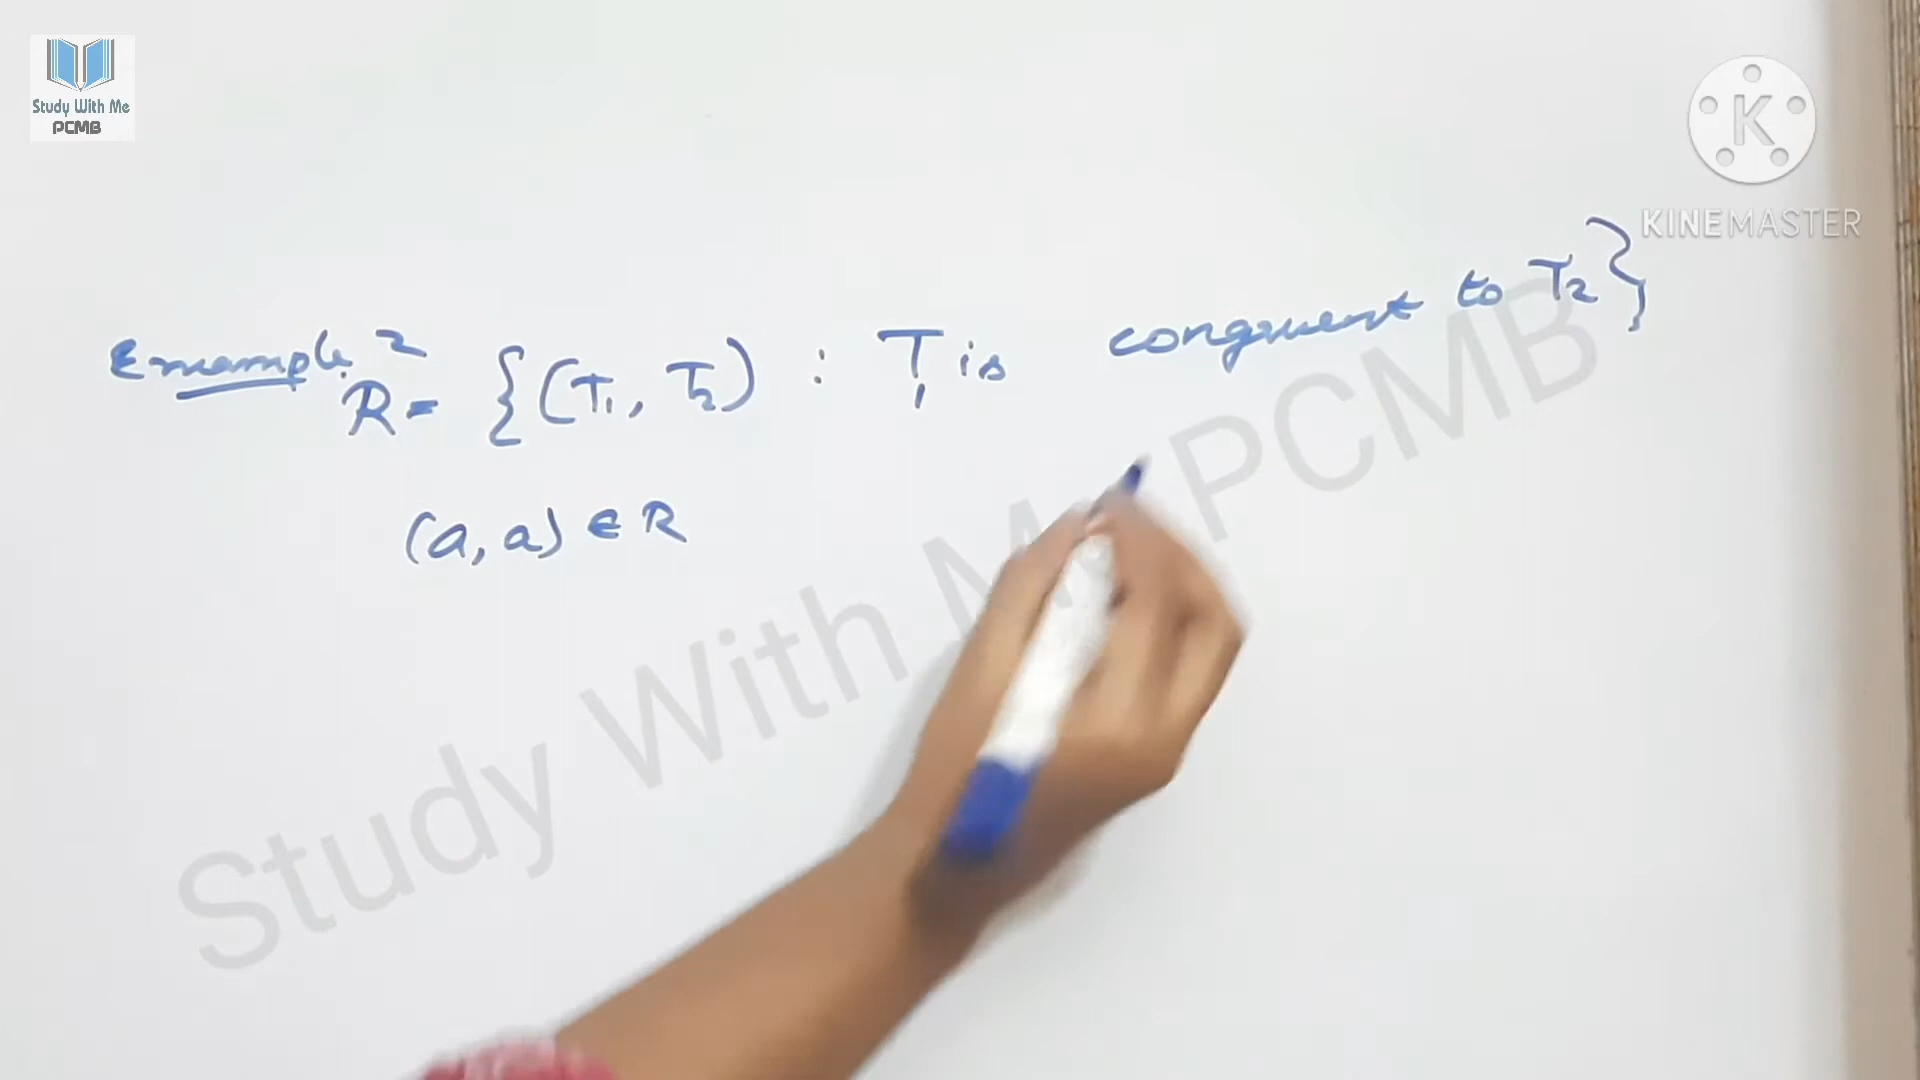 Study With Me
PCMB
KINEMASTER
Example 2
R = {(T₁, T₂) : T₁ is congruent to T₂}
(a, a) ∈ R
Study With Me PCMB